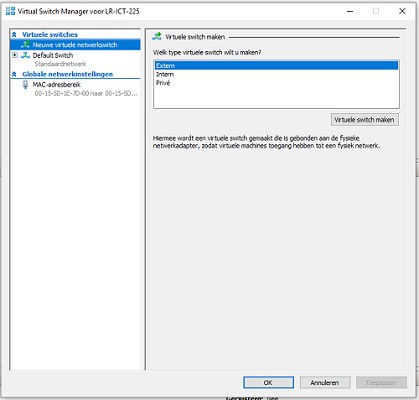 Virtual Switch Manager voor LR-ICT-225
Virtuele switches
Nieuwe virtuele netwerkswitch
Default Switch
Standaardnetwerk
Globale netwerkinstellingen
MAC-adresbereik
00-15-5D-1E-7D-00 naar 00-15-5D...
Virtuele switch maken
Welk type virtuele switch wilt u maken?
Extern
Intern
Privé
Virtuele switch maken
Hiermee wordt een virtuele switch gemaakt die is gebonden aan de fysieke
netwerkadapter, zodat virtuele machines toegang hebben tot een fysiek netwerk.
OK
Annuleren
Toepassen